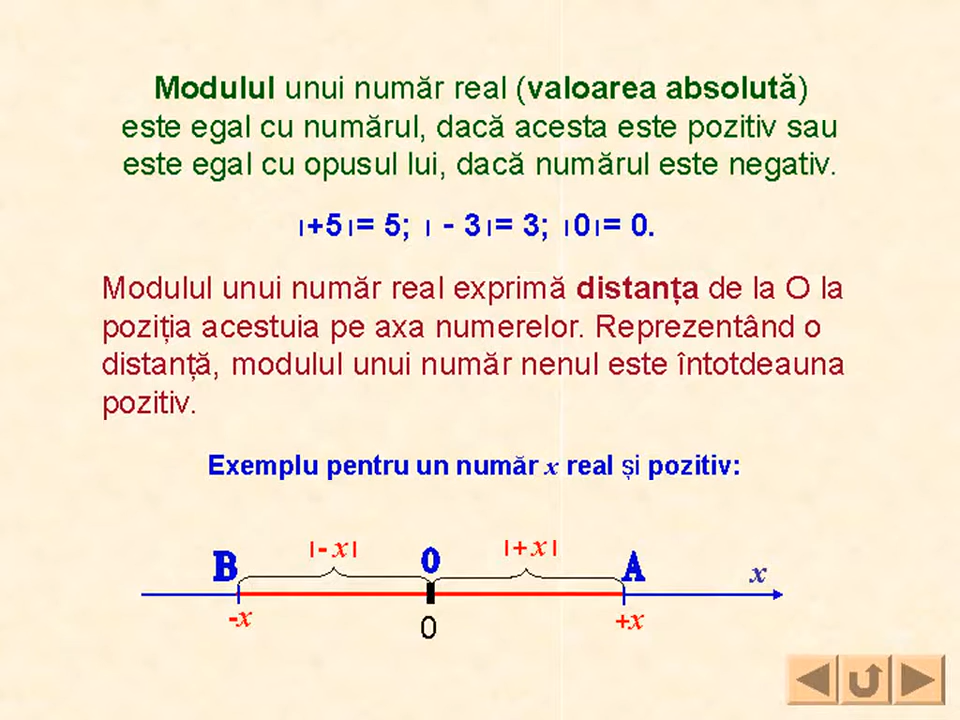 Modulul unui număr real (valoarea absolută)
este egal cu numărul, dacă acesta este pozitiv sau
este egal cu opusul lui, dacă numărul este negativ.
|+5|= 5; | - 3|= 3; |0|= 0.
Modulul unui număr real exprimă distanța de la O la
poziția acestuia pe axa numerelor. Reprezentând o
distanță, modulul unui număr nenul este întotdeauna
pozitiv.
Exemplu pentru un număr x real și pozitiv:
|- x| |+ x|
B O A x
-x 0 +x